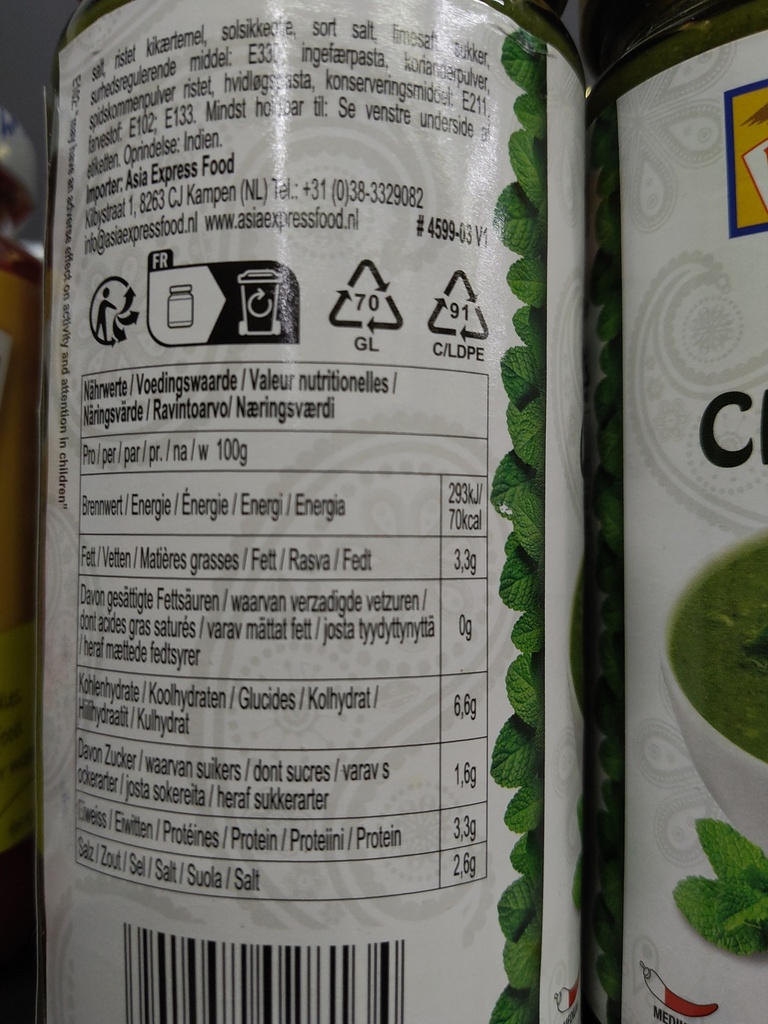 salt, ristet kikærtemel, solsikkeolie, sort salt, limesaft, sukker,
surhedsregulerende middel: ingefærpasta, korianderpulver,
spidskommenpulver ristet, hvidløgspasta, konserveringsmiddel: E211,
farvestof: E102; E133. Mindst holdbar til: Se venstre underside af
etiketten. Oprindelse: Indien.
Importer: Asia Express Food
Kilbystraat 1, 8263 CJ Kampen (NL) Tel.: +31 (0)38-3329082
info@asiaexpressfood.nl www.asiaexpressfood.nl
# 4599-03 V1
E102: "may have an adverse effect on activity and attention in children"
FR
70
GL
91
C/LDPE
Nährwerte / Voedingswaarde / Valeur nutritionelles /
Näringsvärde / Ravintoarvo/ Næringsværdi
Pro / per / par / pr. / na / w 100g
Brennwert / Energie / Énergie / Energi / Energia 293kJ/
70kcal
Fett / Vetten / Matières grasses / Fett / Rasva / Fedt 3,3g
Davon gesättigte Fettsäuren / waarvan verzadigde vetzuren /
dont acides gras saturés / varav mättat fett / josta tyydyttynyttä 0g
/ heraf mættede fedtsyrer
Kohlenhydrate / Koolhydraten / Glucides / Kolhydrat /
Hiilihydraatit / Kulhydrat 6,6g
Davon Zucker / waarvan suikers / dont sucres / varav s
ockerarter / josta sokereita / heraf sukkerarter 1,6g
Eiweiss / Eiwitten / Protéines / Protein / Proteiini / Protein 3,3g
Salz / Zout / Sel / Salt / Suola / Salt 2,6g